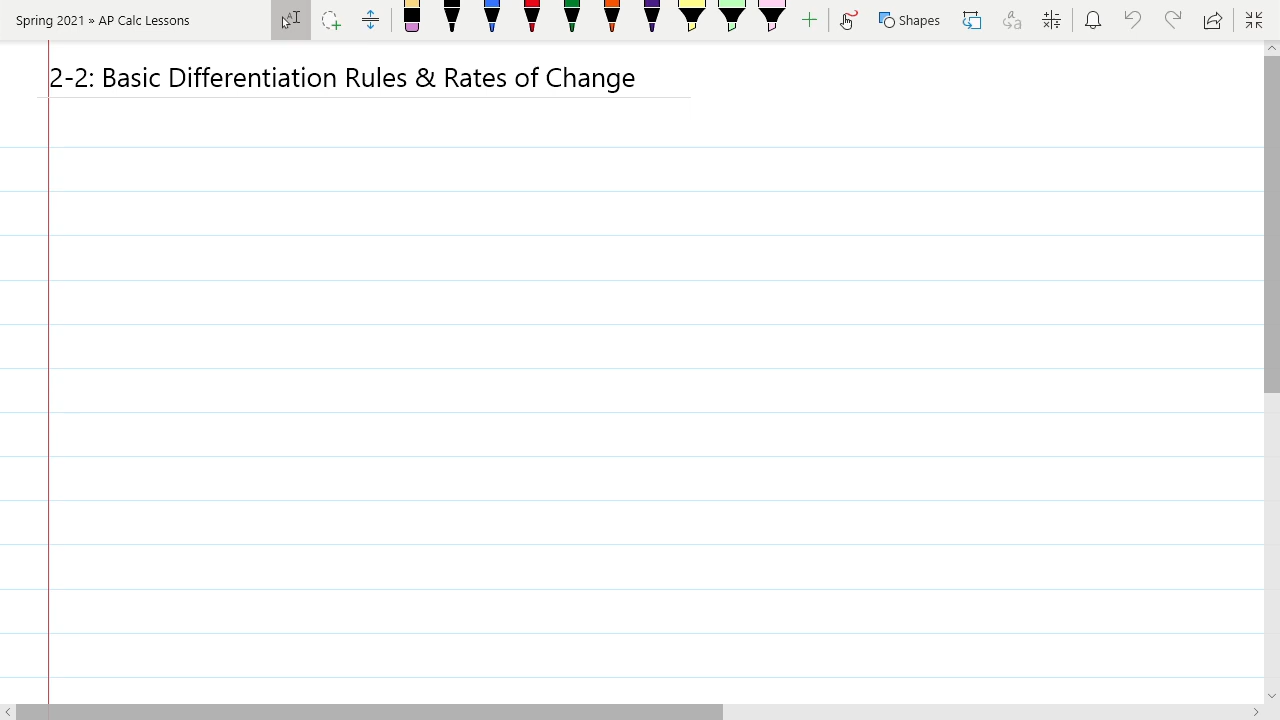 Spring 2021 » AP Calc Lessons
Shapes
2-2: Basic Differentiation Rules & Rates of Change